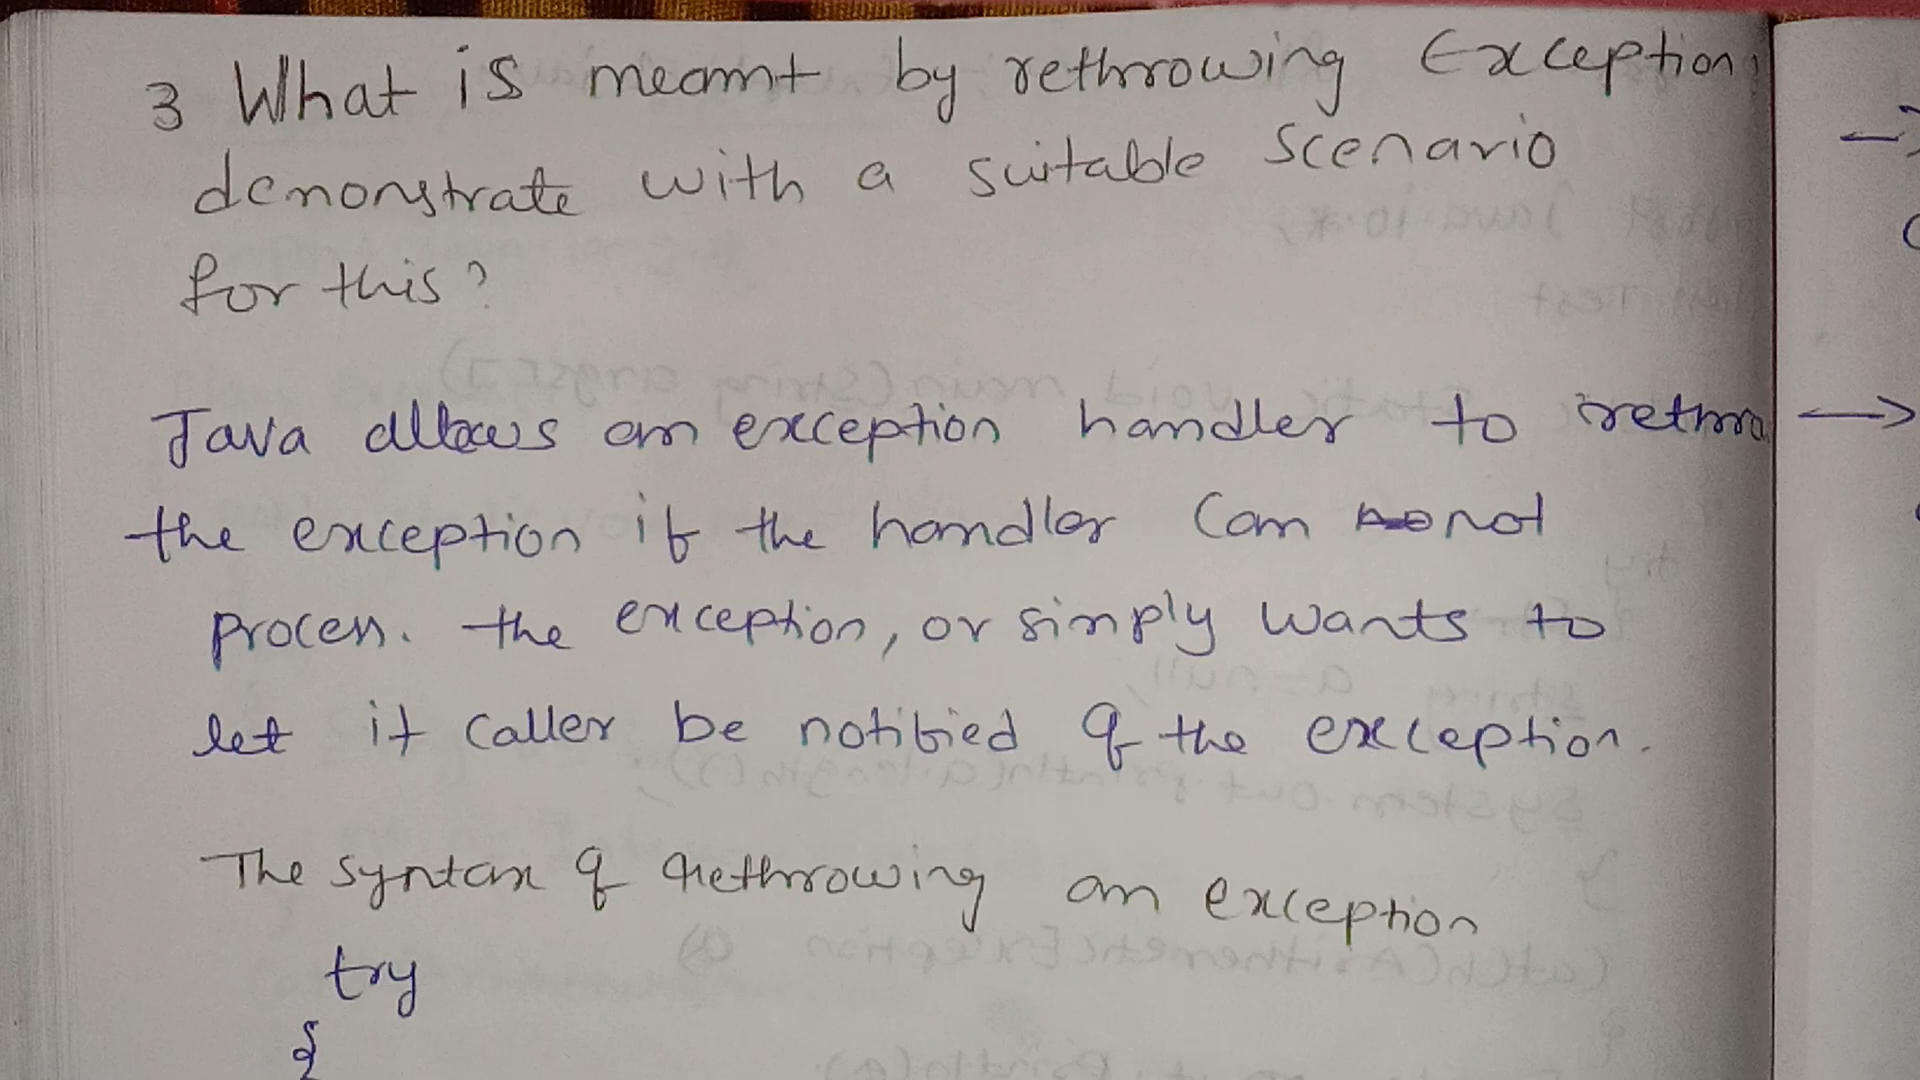 3 What is meant by rethrowing Exception
demonstrate with a suitable scenario
for this?
Java allows an exception handler to rethro
the exception if the handler can not
process. the exception, or simply wants to
let it caller be notified of the exception.
The syntax of rethrowing an exception
try
{